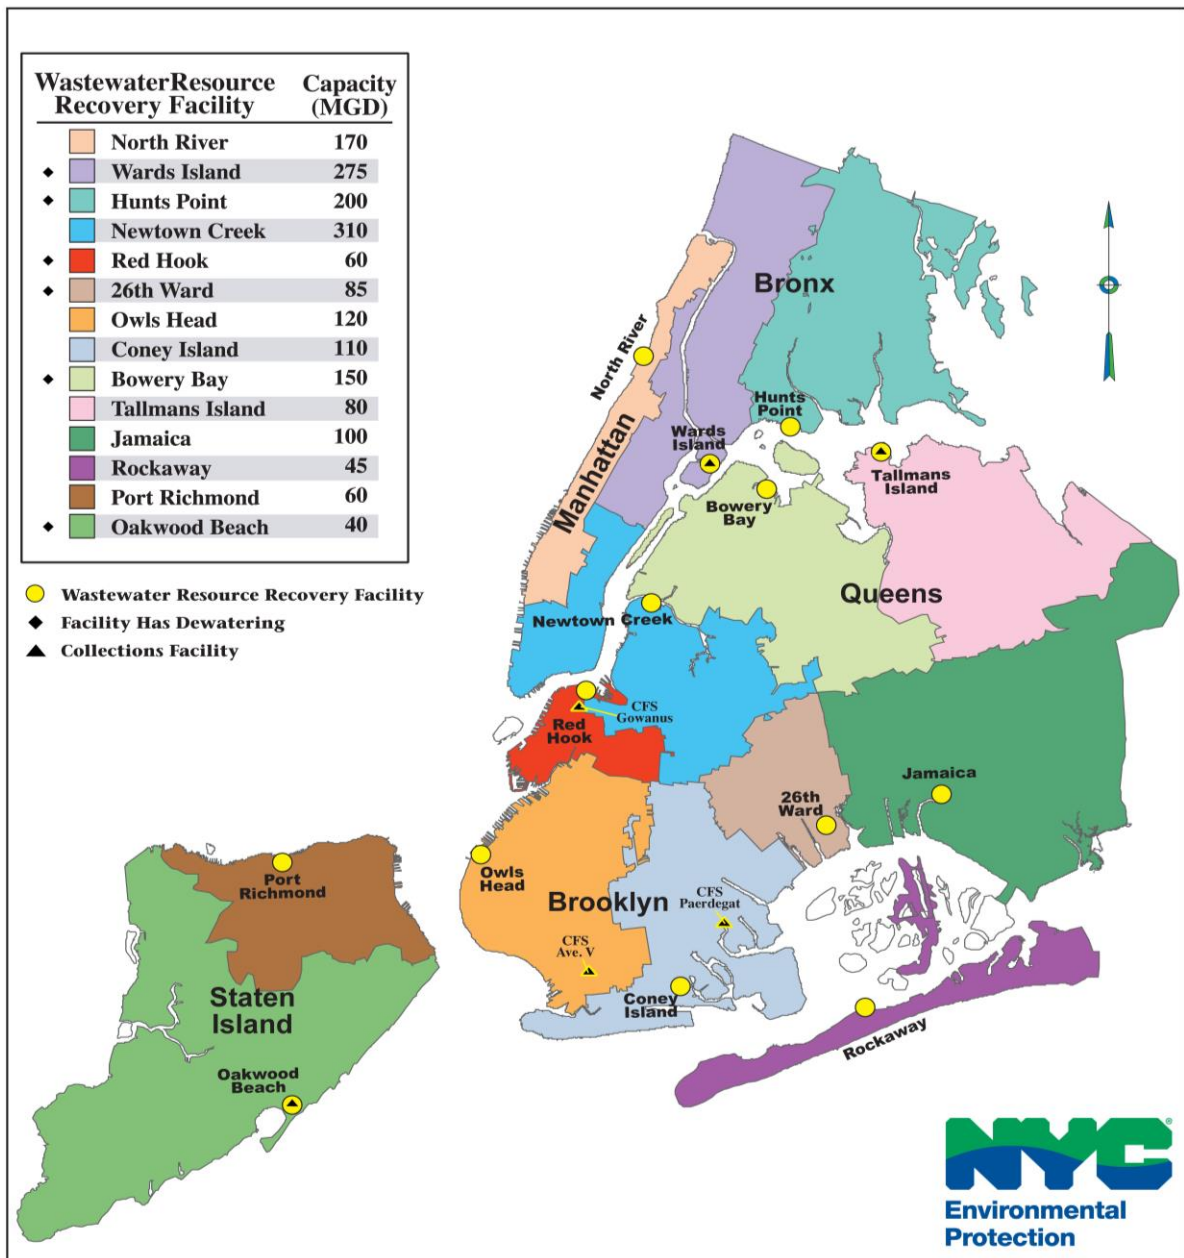 WastewaterResource Capacity
Recovery Facility (MGD)
North River 170
◆ Wards Island 275
◆ Hunts Point 200
Newtown Creek 310
◆ Red Hook 60
◆ 26th Ward 85
Owls Head 120
Coney Island 110
◆ Bowery Bay 150
Tallmans Island 80
Jamaica 100
Rockaway 45
Port Richmond 60
◆ Oakwood Beach 40
Wastewater Resource Recovery Facility
◆ Facility Has Dewatering
▲ Collections Facility
Bronx
North River
Hunts
Point
Manhattan
Wards
Island
Tallmans
Island
Bowery
Bay
Queens
Newtown Creek
CFS
Gowanus
Red
Hook
Jamaica
26th
Ward
Port
Richmond
Owls
Head
Brooklyn
CFS
Paerdegat
CFS
Ave. V
Staten
Island
Coney
Island
Rockaway
Oakwood
Beach
NYC®
Environmental
Protection